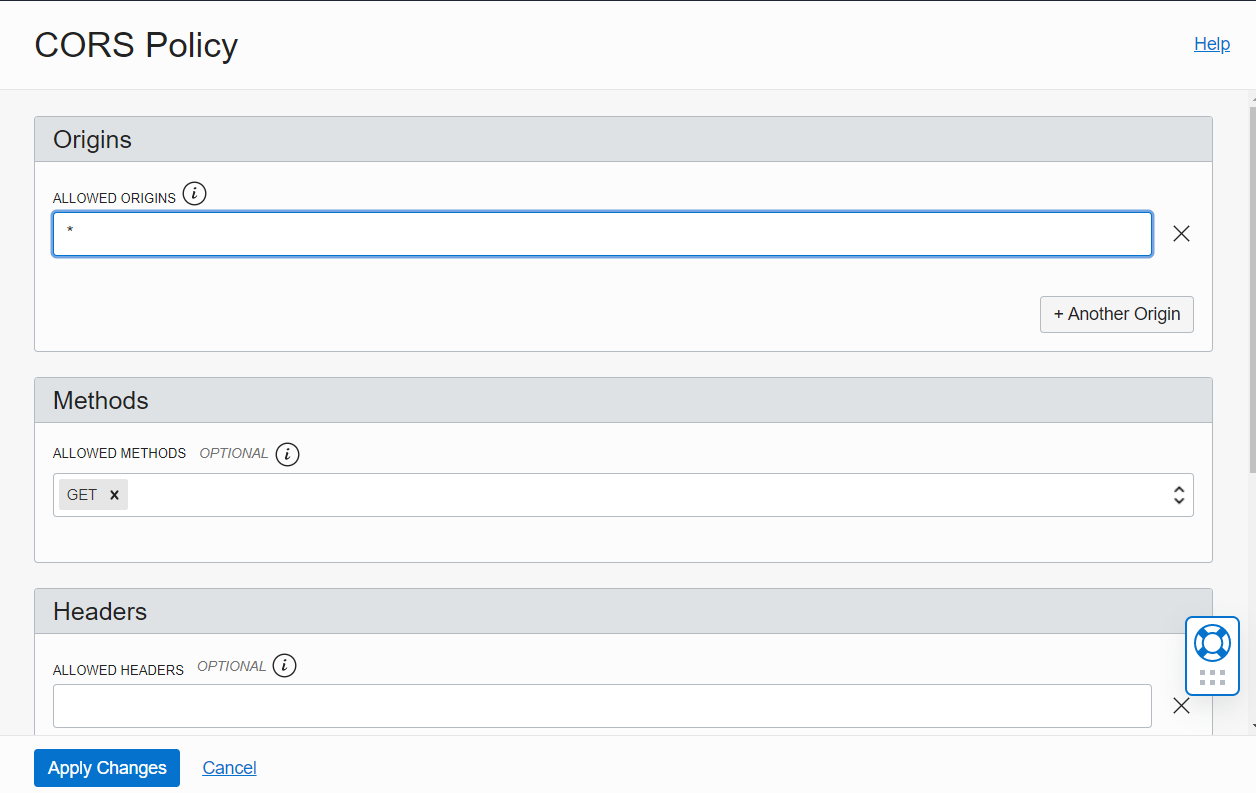 CORS Policy
Help
Origins
ALLOWED ORIGINS i
*
+ Another Origin
Methods
ALLOWED METHODS OPTIONAL i
GET x
Headers
ALLOWED HEADERS OPTIONAL i
Apply Changes Cancel